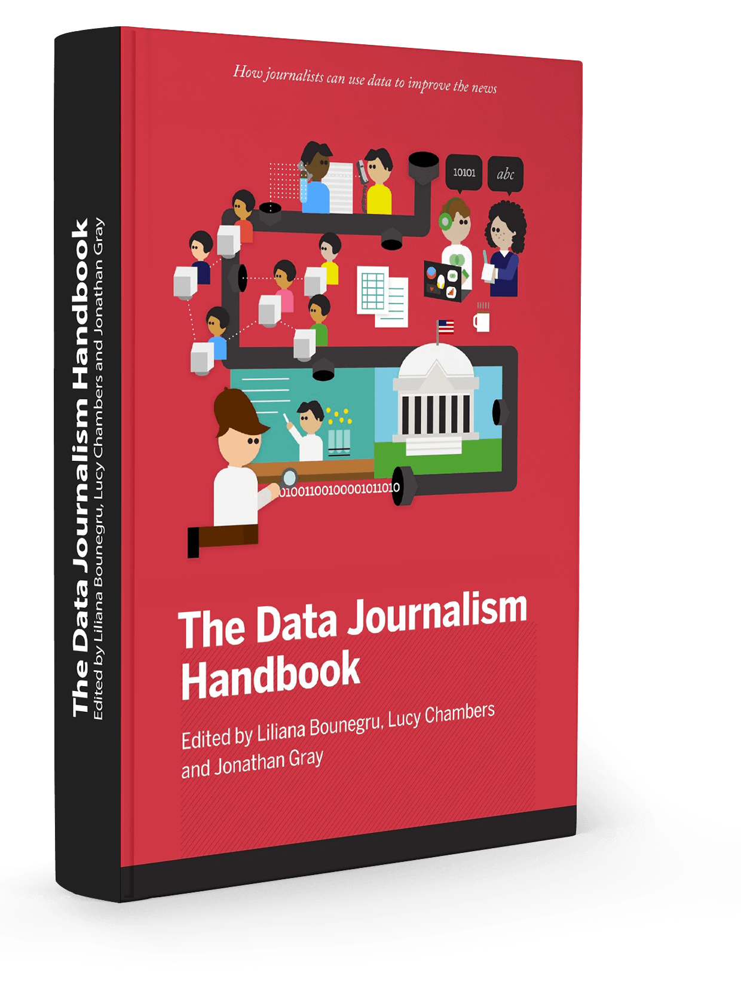 The Data Journalism Handbook
Edited by Liliana Bounegru, Lucy Chambers and Jonathan Gray
How journalists can use data to improve the news
10101
abc
01001100100001011010
The Data Journalism
Handbook
Edited by Liliana Bounegru, Lucy Chambers
and Jonathan Gray